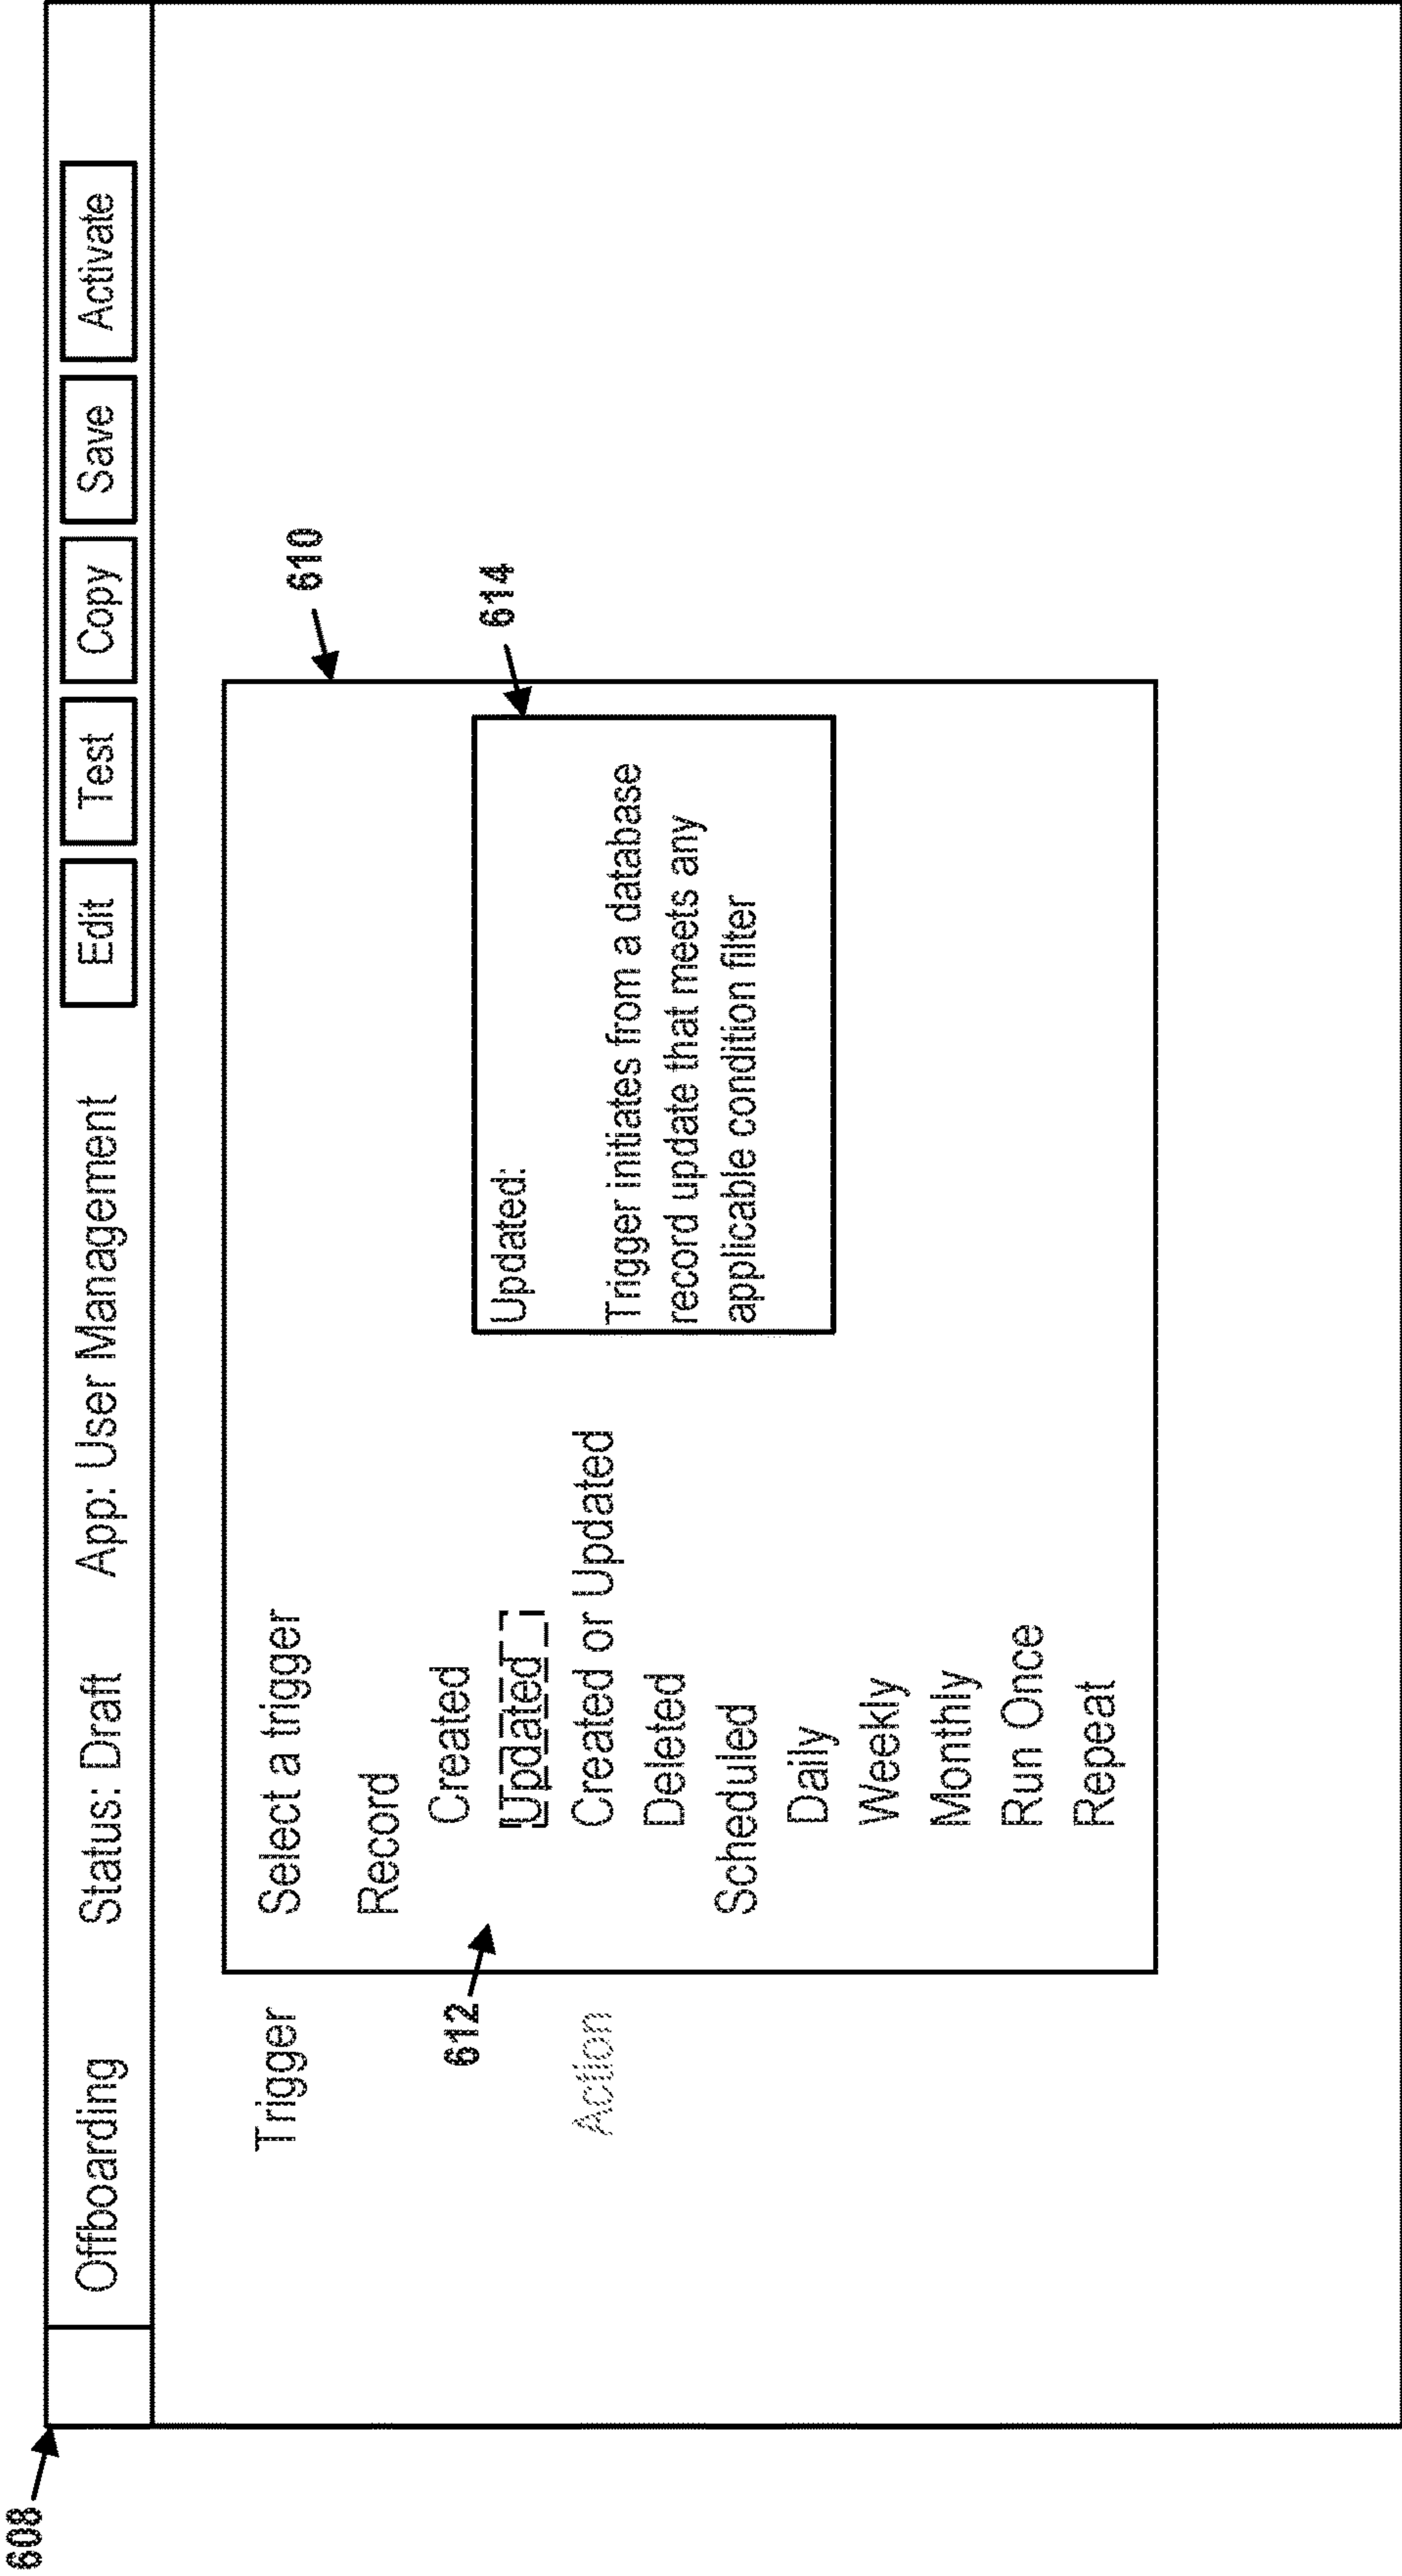 608
Offboarding Status: Draft App: User Management Edit Test Copy Save Activate
610
Trigger
Select a trigger
Record
612
Created
Updated
Created or Updated
Deleted
Scheduled
Daily
Weekly
Monthly
Run Once
Repeat
614
Updated:
Trigger initiates from a database
record update that meets any
applicable condition filter
Action